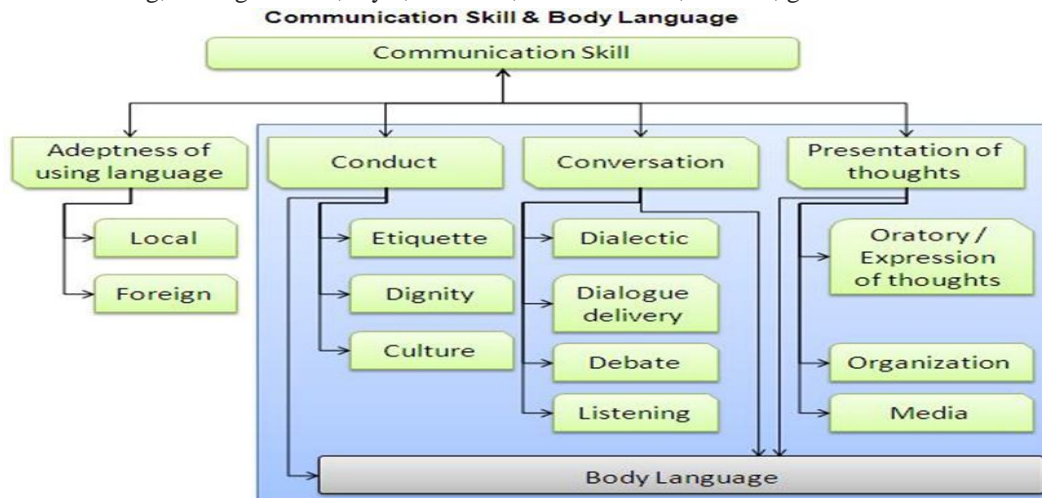 Communication Skill & Body Language
Communication Skill
Adeptness of
using language
Local
Foreign
Conduct
Etiquette
Dignity
Culture
Conversation
Dialectic
Dialogue
delivery
Debate
Listening
Presentation of
thoughts
Oratory /
Expression
of thoughts
Organization
Media
Body Language